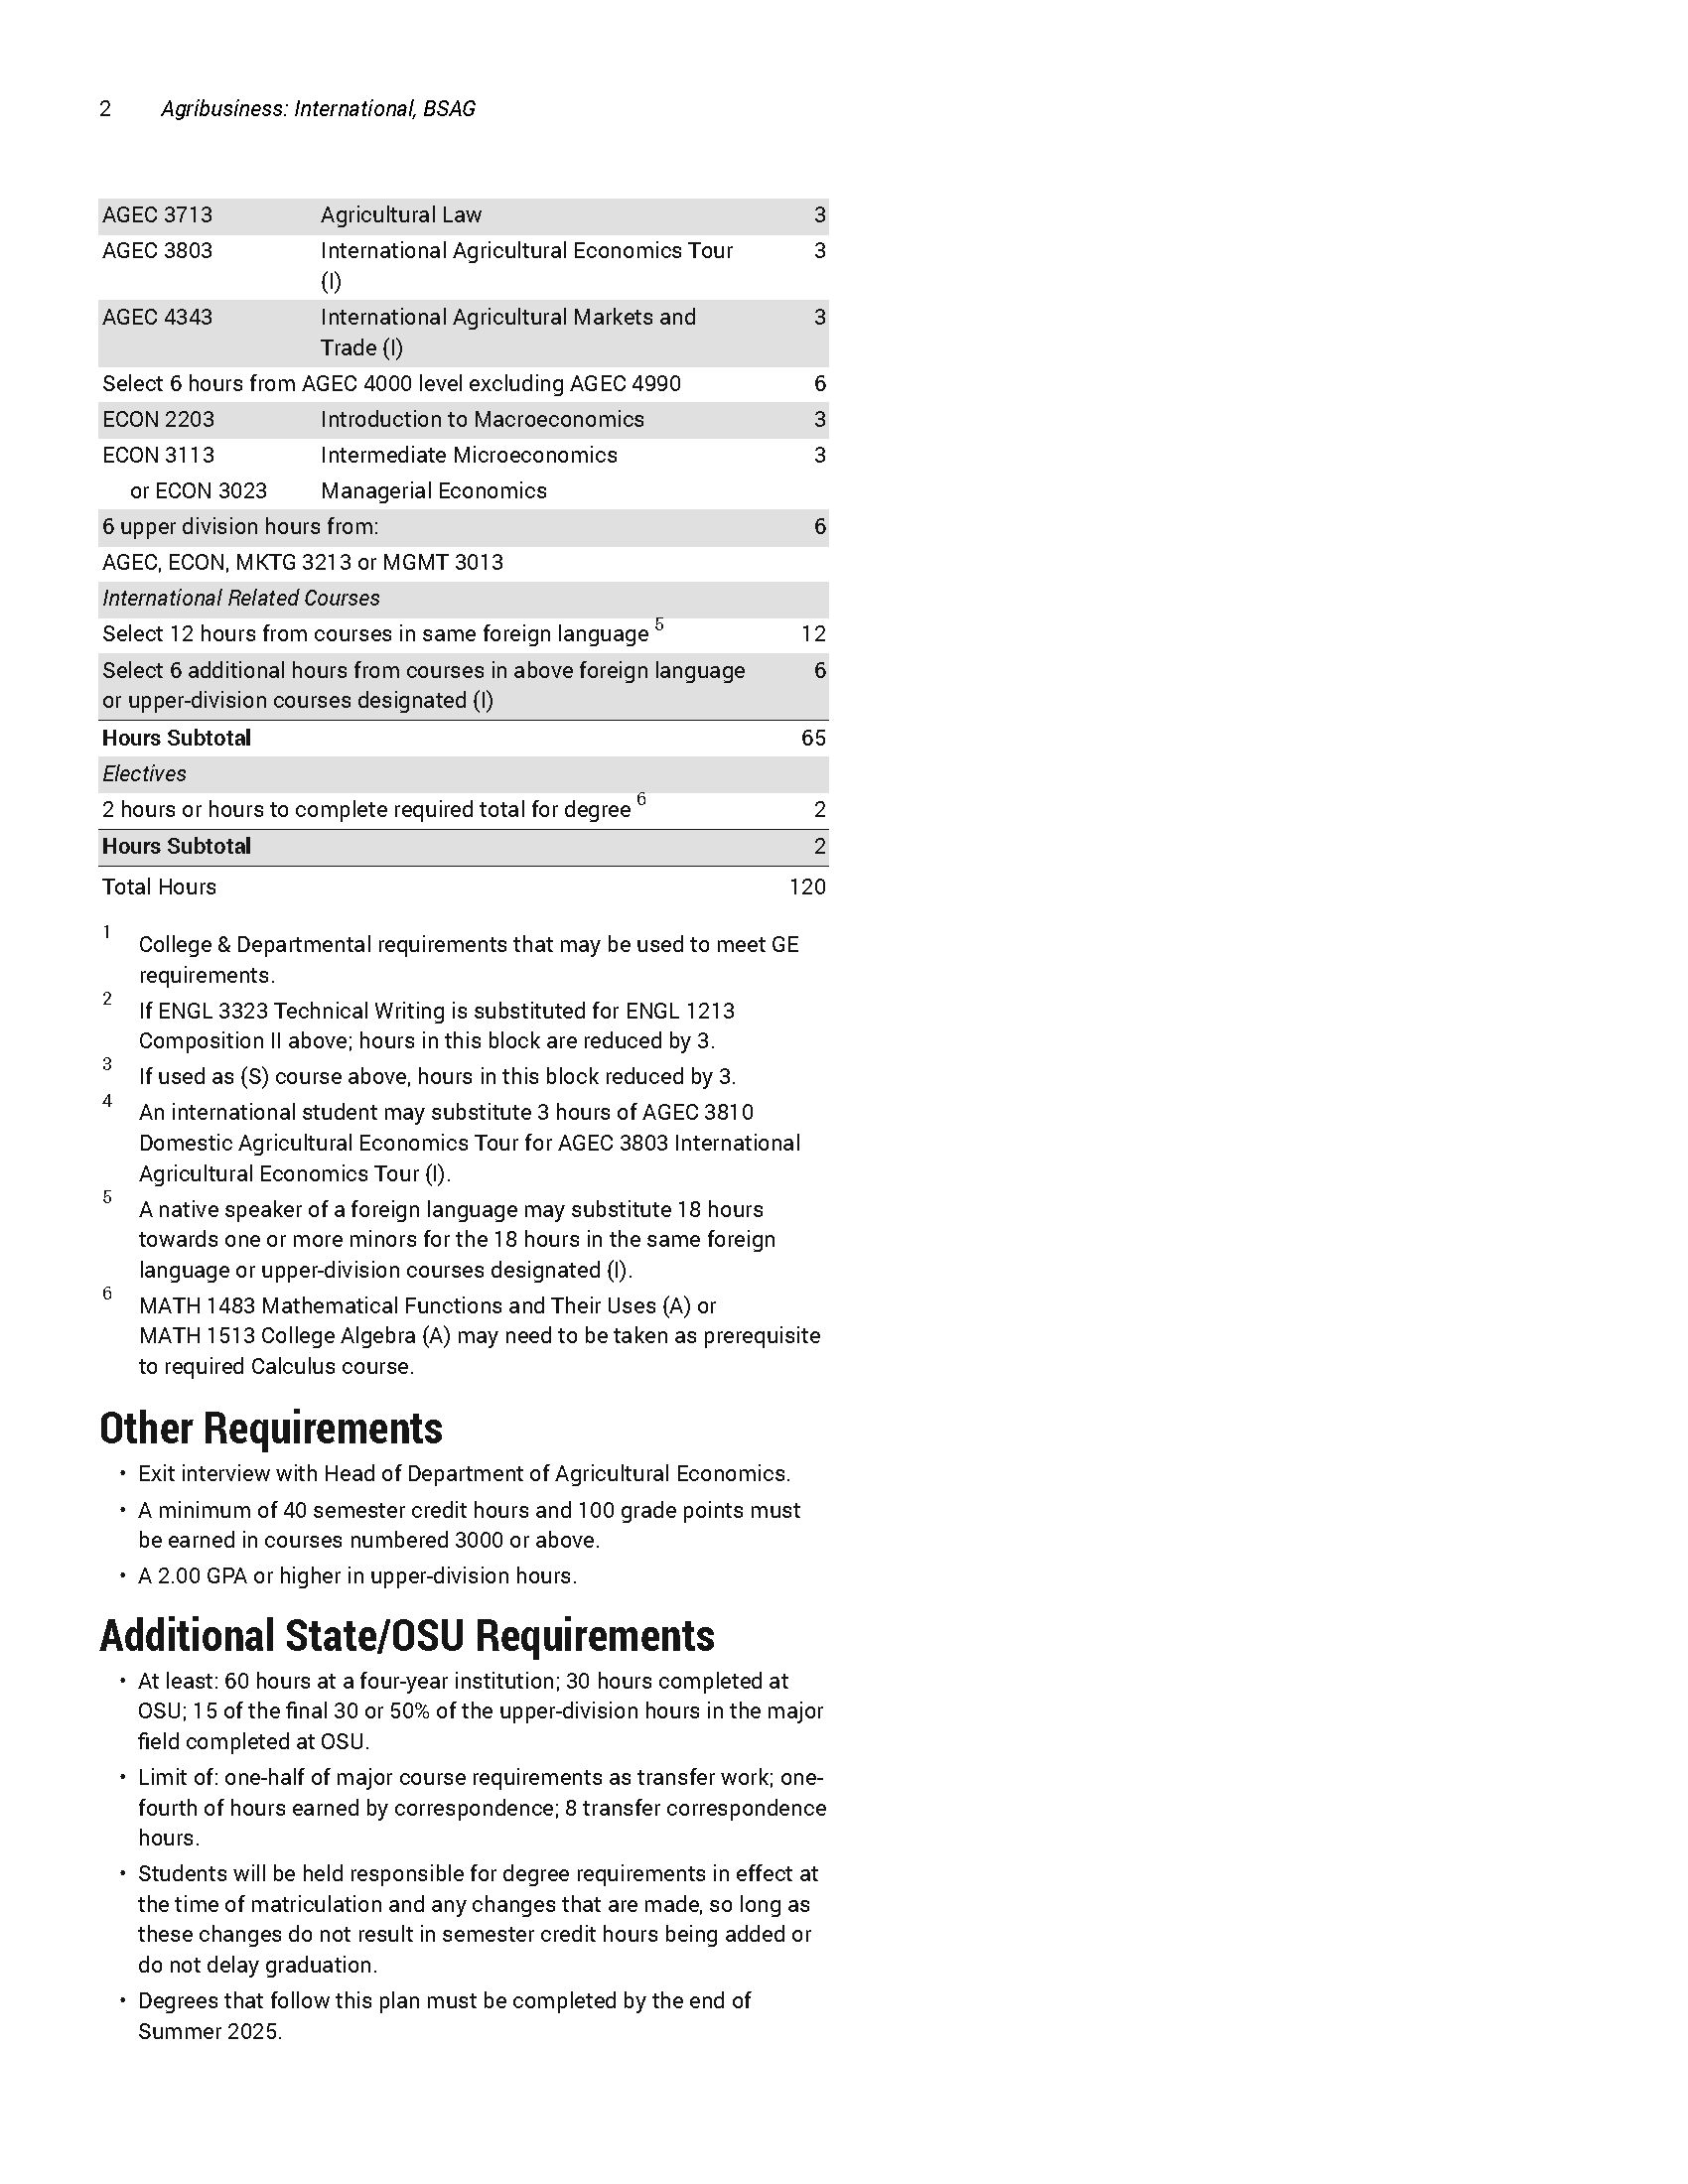 2 Agribusiness: International, BSAG
AGEC 3713 Agricultural Law 3
AGEC 3803 International Agricultural Economics Tour 3
(I)
AGEC 4343 International Agricultural Markets and 3
Trade (I)
Select 6 hours from AGEC 4000 level excluding AGEC 4990 6
ECON 2203 Introduction to Macroeconomics 3
ECON 3113 Intermediate Microeconomics 3
or ECON 3023 Managerial Economics
6 upper division hours from: 6
AGEC, ECON, MKTG 3213 or MGMT 3013
International Related Courses
Select 12 hours from courses in same foreign language 5 12
Select 6 additional hours from courses in above foreign language 6
or upper-division courses designated (I)
Hours Subtotal 65
Electives
2 hours or hours to complete required total for degree 6 2
Hours Subtotal 2
Total Hours 120
1 College & Departmental requirements that may be used to meet GE
requirements.
2 If ENGL 3323 Technical Writing is substituted for ENGL 1213
Composition II above; hours in this block are reduced by 3.
3 If used as (S) course above, hours in this block reduced by 3.
4 An international student may substitute 3 hours of AGEC 3810
Domestic Agricultural Economics Tour for AGEC 3803 International
Agricultural Economics Tour (I).
5 A native speaker of a foreign language may substitute 18 hours
towards one or more minors for the 18 hours in the same foreign
language or upper-division courses designated (I).
6 MATH 1483 Mathematical Functions and Their Uses (A) or
MATH 1513 College Algebra (A) may need to be taken as prerequisite
to required Calculus course.
Other Requirements
• Exit interview with Head of Department of Agricultural Economics.
• A minimum of 40 semester credit hours and 100 grade points must
be earned in courses numbered 3000 or above.
• A 2.00 GPA or higher in upper-division hours.
Additional State/OSU Requirements
• At least: 60 hours at a four-year institution; 30 hours completed at
OSU; 15 of the final 30 or 50% of the upper-division hours in the major
field completed at OSU.
• Limit of: one-half of major course requirements as transfer work; one-
fourth of hours earned by correspondence; 8 transfer correspondence
hours.
• Students will be held responsible for degree requirements in effect at
the time of matriculation and any changes that are made, so long as
these changes do not result in semester credit hours being added or
do not delay graduation.
• Degrees that follow this plan must be completed by the end of
Summer 2025.